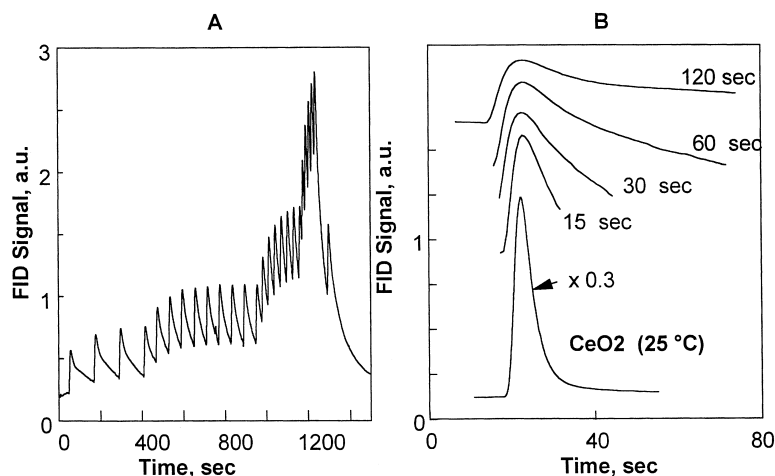 A
B
3
2
1
0
FID Signal, a.u.
0
400
800
1200
Time, sec
FID Signal, a.u.
1
0
120 sec
60 sec
30 sec
15 sec
x 0.3
CeO2 (25 °C)
0
40
80
Time, sec